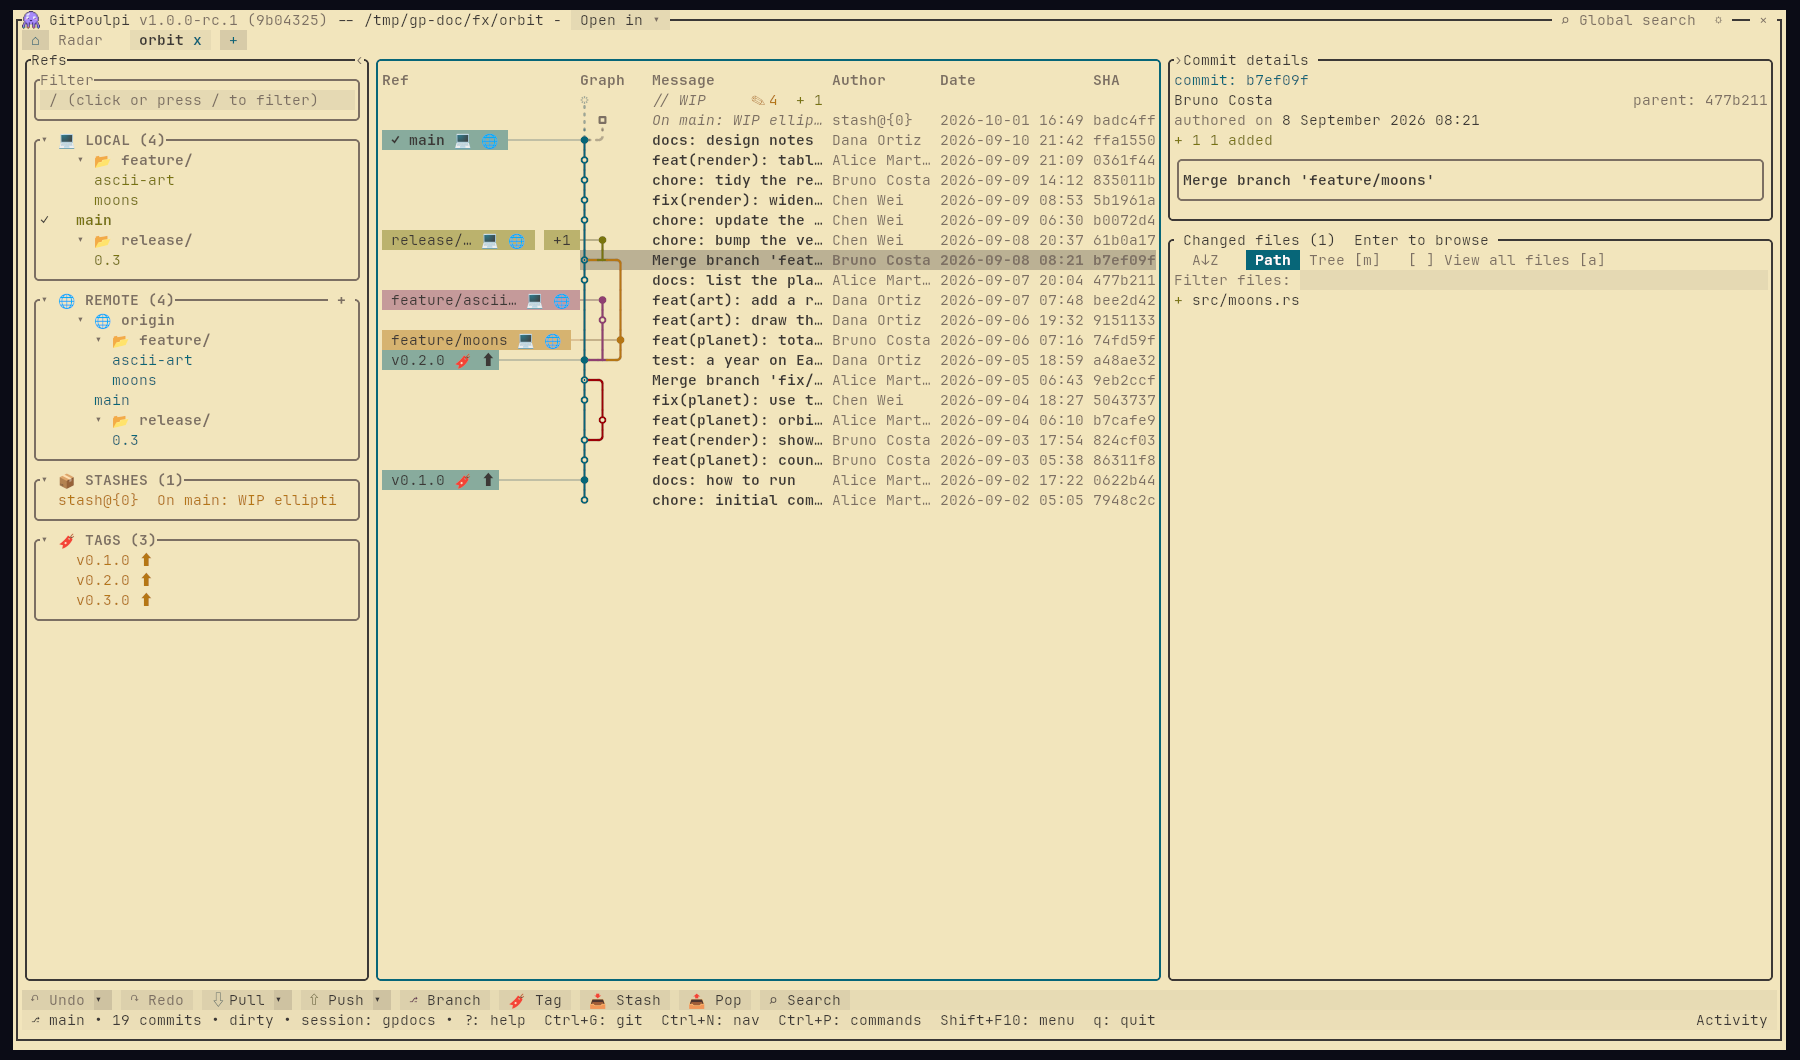 GitPoulpi v1.0.0-rc.1 (9b04325) -- /tmp/gp-doc/fx/orbit - Open in ▾ ⌕ Global search ☼ × 
⌂ Radar orbit x +
Refs ‹
Filter
/ (click or press / to filter)
▾ LOCAL (4)
▾ feature/
ascii-art
moons
✓ main
▾ release/
0.3
▾ REMOTE (4) +
▾ origin
▾ feature/
ascii-art
moons
main
▾ release/
0.3
▾ STASHES (1)
stash@{0} On main: WIP ellipti
▾ TAGS (3)
v0.1.0 ⬆
v0.2.0 ⬆
v0.3.0 ⬆
Ref Graph Message Author Date SHA
// WIP ✎4 + 1
On main: WIP ellip… stash@{0} 2026-10-01 16:49 badc4ff
✓ main docs: design notes Dana Ortiz 2026-09-10 21:42 ffa1550
feat(render): tabl… Alice Mart… 2026-09-09 21:09 0361f44
chore: tidy the re… Bruno Costa 2026-09-09 14:12 835011b
fix(render): widen… Chen Wei 2026-09-09 08:53 5b1961a
chore: update the … Chen Wei 2026-09-09 06:30 b0072d4
release/… +1 chore: bump the ve… Chen Wei 2026-09-08 20:37 61b0a17
Merge branch 'feat… Bruno Costa 2026-09-08 08:21 b7ef09f
docs: list the pla… Alice Mart… 2026-09-07 20:04 477b211
feature/ascii… feat(art): add a r… Dana Ortiz 2026-09-07 07:48 bee2d42
feat(art): draw th… Dana Ortiz 2026-09-06 19:32 9151133
feature/moons feat(planet): tota… Bruno Costa 2026-09-06 07:16 74fd59f
v0.2.0 ⬆ test: a year on Ea… Dana Ortiz 2026-09-05 18:59 a48ae32
Merge branch 'fix/… Alice Mart… 2026-09-05 06:43 9eb2ccf
fix(planet): use t… Chen Wei 2026-09-04 18:27 5043737
feat(planet): orbi… Alice Mart… 2026-09-04 06:10 b7cafe9
feat(render): show… Bruno Costa 2026-09-03 17:54 824cf03
feat(planet): coun… Bruno Costa 2026-09-03 05:38 86311f8
v0.1.0 ⬆ docs: how to run Alice Mart… 2026-09-02 17:22 0622b44
chore: initial com… Alice Mart… 2026-09-02 05:05 7948c2c
›Commit details
commit: b7ef09f
Bruno Costa parent: 477b211
authored on 8 September 2026 08:21
+ 1 1 added
Merge branch 'feature/moons'
Changed files (1) Enter to browse
A↓Z Path Tree [m] [ ] View all files [a]
Filter files:
+ src/moons.rs
↶ Undo ▾ ↷ Redo ⇩ Pull ▾ ⇧ Push ▾ ⎇ Branch Tag Stash Pop ⌕ Search
⎇ main • 19 commits • dirty • session: gpdocs • ?: help Ctrl+G: git Ctrl+N: nav Ctrl+P: commands Shift+F10: menu q: quit Activity